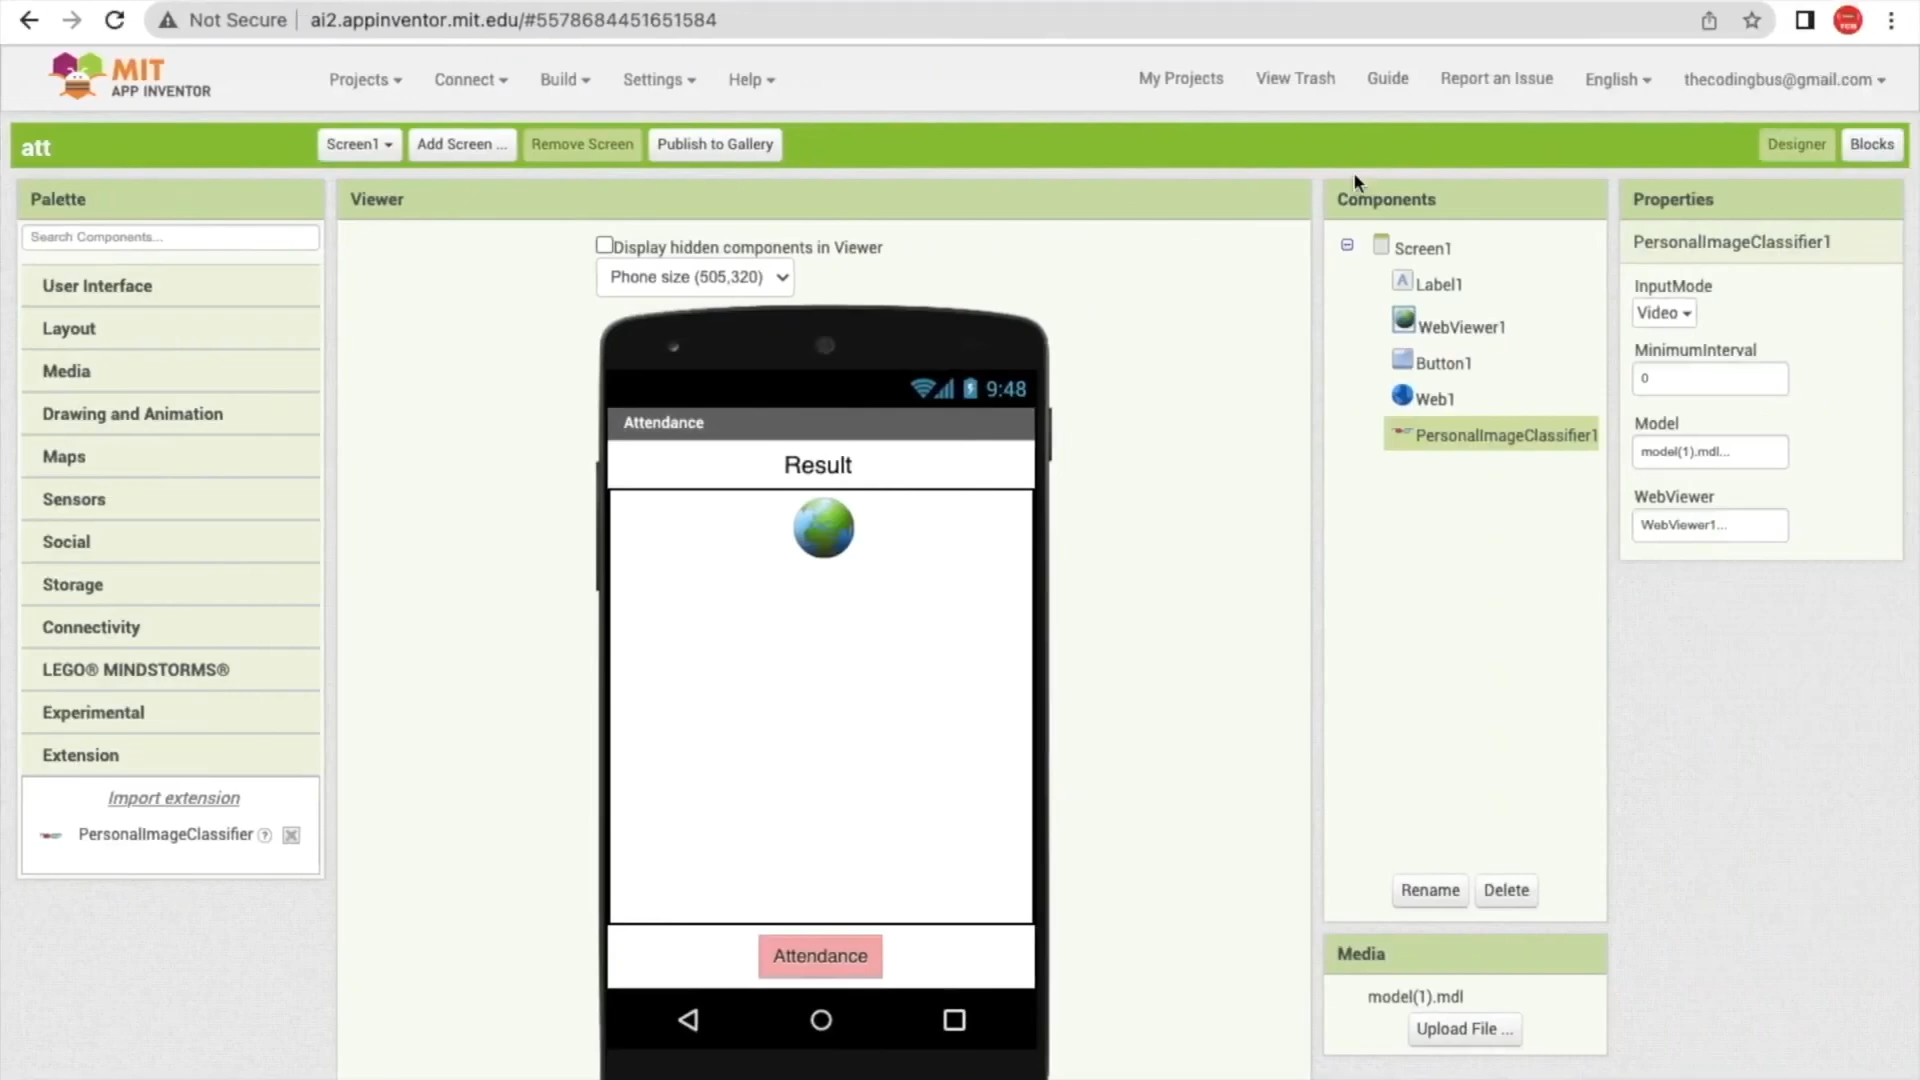 Not Secure
ai2.appinventor.mit.edu/#5578684451651584
MIT
APP INVENTOR
Projects
Connect
Build
Settings
Help
My Projects
View Trash
Guide
Report an Issue
English
thecodingbus@gmail.com
att
Screen1
Add Screen ...
Remove Screen
Publish to Gallery
Designer
Blocks
Palette
Search Components...
User Interface
Layout
Media
Drawing and Animation
Maps
Sensors
Social
Storage
Connectivity
LEGO® MINDSTORMS®
Experimental
Extension
Import extension
PersonalImageClassifier ?
Viewer
Display hidden components in Viewer
Phone size (505,320)
9:48
Attendance
Result
Attendance
Components
Screen1
A Label1
WebViewer1
Button1
Web1
PersonalImageClassifier1
Rename
Delete
Media
model(1).mdl
Upload File ...
Properties
PersonalImageClassifier1
InputMode
Video
MinimumInterval
0
Model
model(1).mdl...
WebViewer
WebViewer1...